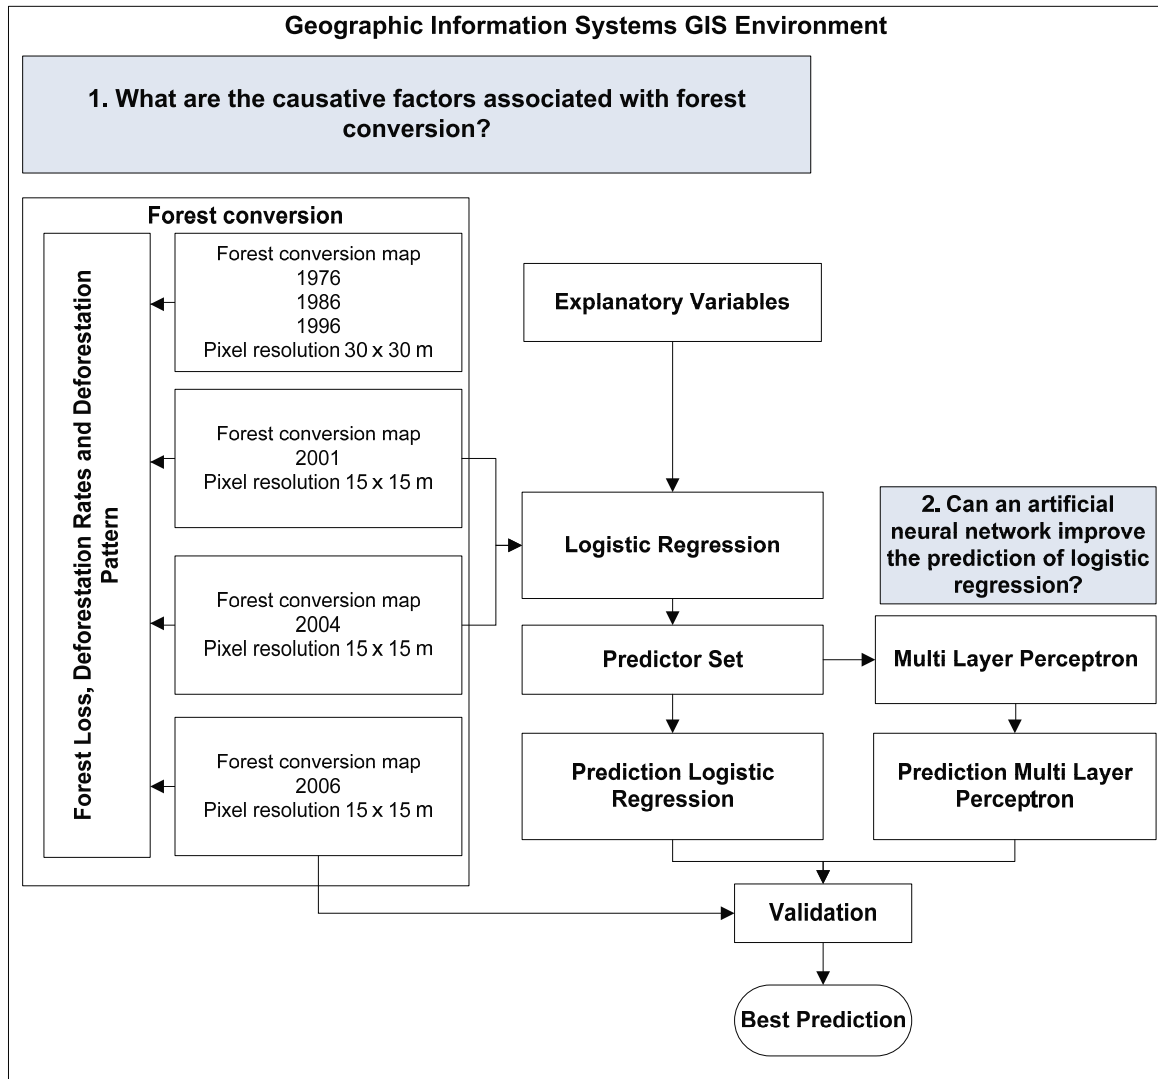 Geographic Information Systems GIS Environment
1. What are the causative factors associated with forest
conversion?
Forest conversion
Forest Loss, Deforestation Rates and Deforestation
Pattern
Forest conversion map
1976
1986
1996
Pixel resolution 30 x 30 m
Forest conversion map
2001
Pixel resolution 15 x 15 m
Forest conversion map
2004
Pixel resolution 15 x 15 m
Forest conversion map
2006
Pixel resolution 15 x 15 m
Explanatory Variables
Logistic Regression
2. Can an artificial
neural network improve
the prediction of logistic
regression?
Predictor Set
Multi Layer Perceptron
Prediction Logistic
Regression
Prediction Multi Layer
Perceptron
Validation
Best Prediction